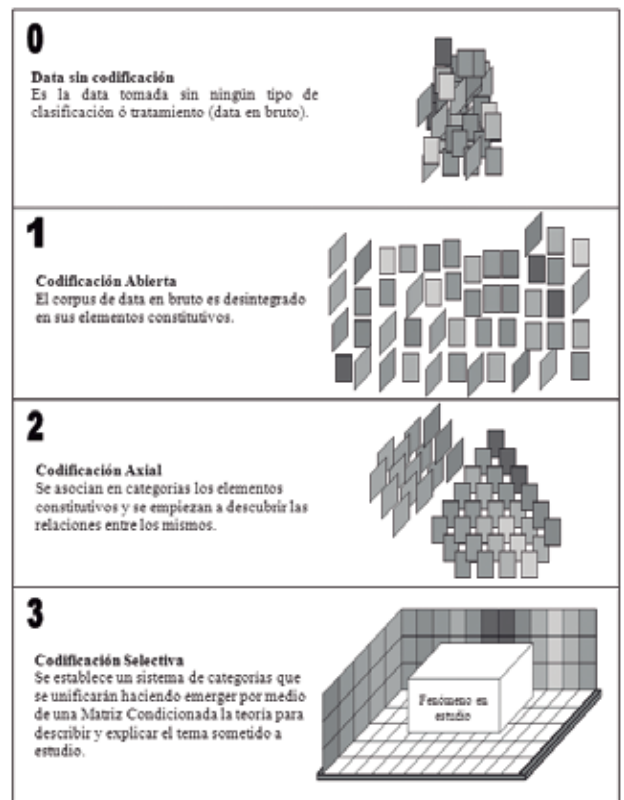 0
Data sin codificación
Es la data tomada sin ningún tipo de
clasificación ó tratamiento (data en bruto).
1
Codificación Abierta
El corpus de data en bruto es desintegrado
en sus elementos constitutivos.
2
Codificación Axial
Se asocian en categorias los elementos
constitutivos y se empiezan a descubrir las
relaciones entre los mismos.
3
Codificación Selectiva
Se establece un sistema de categorias que
se unificarán haciendo emerger por medio
de una Matriz Condicionada la teoría para
describir y explicar el tema sometido a
estudio.
Fenómeno en
estudio